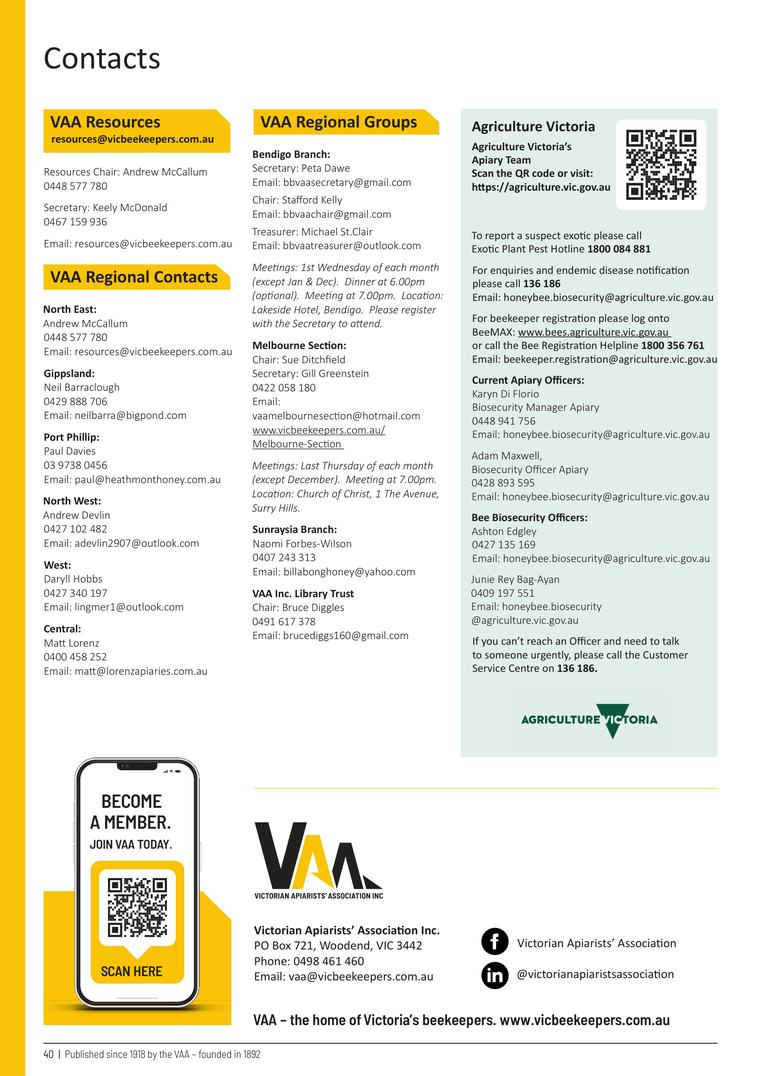 Contacts
VAA Resources
resources@vicbeekeepers.com.au
Resources Chair: Andrew McCallum
0448 577 780
Secretary: Keely McDonald
0467 159 936
Email: resources@vicbeekeepers.com.au
VAA Regional Contacts
North East:
Andrew McCallum
0448 577 780
Email: resources@vicbeekeepers.com.au
Gippsland:
Neil Barraclough
0429 888 706
Email: neilbarra@bigpond.com
Port Phillip:
Paul Davies
03 9738 0456
Email: paul@heathmonthoney.com.au
North West:
Andrew Devlin
0427 102 482
Email: adevlin2907@outlook.com
West:
Daryll Hobbs
0427 340 197
Email: lingmer1@outlook.com
Central:
Matt Lorenz
0400 458 252
Email: matt@lorenzapiaries.com.au
VAA Regional Groups
Bendigo Branch:
Secretary: Peta Dawe
Email: bbvaasecretary@gmail.com
Chair: Stafford Kelly
Email: bbvaachair@gmail.com
Treasurer: Michael St.Clair
Email: bbvaatreasurer@outlook.com
Meetings: 1st Wednesday of each month
(except Jan & Dec). Dinner at 6.00pm
(optional). Meeting at 7.00pm. Location:
Lakeside Hotel, Bendigo. Please register
with the Secretary to attend.
Melbourne Section:
Chair: Sue Ditchfield
Secretary: Gill Greenstein
0422 058 180
Email:
vaamelbournesection@hotmail.com
www.vicbeekeepers.com.au/
Melbourne-Section
Meetings: Last Thursday of each month
(except December). Meeting at 7.00pm.
Location: Church of Christ, 1 The Avenue,
Surry Hills.
Sunraysia Branch:
Naomi Forbes-Wilson
0407 243 313
Email: billabonghoney@yahoo.com
VAA Inc. Library Trust
Chair: Bruce Diggles
0491 617 378
Email: brucediggs160@gmail.com
Agriculture Victoria
Agriculture Victoria's
Apiary Team
Scan the QR code or visit:
https://agriculture.vic.gov.au
To report a suspect exotic please call
Exotic Plant Pest Hotline 1800 084 881
For enquiries and endemic disease notification
please call 136 186
Email: honeybee.biosecurity@agriculture.vic.gov.au
For beekeeper registration please log onto
BeeMAX: www.bees.agriculture.vic.gov.au
or call the Bee Registration Helpline 1800 356 761
Email: beekeeper.registration@agriculture.vic.gov.au
Current Apiary Officers:
Karyn Di Florio
Biosecurity Manager Apiary
0448 941 756
Email: honeybee.biosecurity@agriculture.vic.gov.au
Adam Maxwell,
Biosecurity Officer Apiary
0428 893 595
Email: honeybee.biosecurity@agriculture.vic.gov.au
Bee Biosecurity Officers:
Ashton Edgley
0427 135 169
Email: honeybee.biosecurity@agriculture.vic.gov.au
Junie Rey Bag-Ayan
0409 197 551
Email: honeybee.biosecurity
@agriculture.vic.gov.au
If you can't reach an Officer and need to talk
to someone urgently, please call the Customer
Service Centre on 136 186.
AGRICULTURE VICTORIA
BECOME
A MEMBER.
JOIN VAA TODAY.
SCAN HERE
VAA
VICTORIAN APIARISTS' ASSOCIATION INC
Victorian Apiarists' Association Inc.
PO Box 721, Woodend, VIC 3442
Phone: 0498 461 460
Email: vaa@vicbeekeepers.com.au
Victorian Apiarists' Association
@victorianapiaristsassociation
VAA – the home of Victoria's beekeepers. www.vicbeekeepers.com.au
40 | Published since 1918 by the VAA – founded in 1892